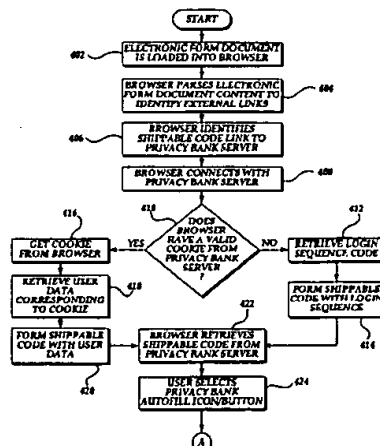 START
402
ELECTRONIC FORM DOCUMENT
IS LOADED INTO BROWSER
BROWSER PARSES ELECTRONIC
FORM DOCUMENT CONTENT TO
IDENTIFY EXTERNAL LINKS
404
406
BROWSER IDENTIFIES
SHIPPABLE CODE LINK TO
PRIVACY BANK SERVER
BROWSER CONNECTS WITH
PRIVACY BANK SERVER
408
410
DOES
BROWSER
HAVE A VALID
COOKIE FROM
PRIVACY BANK
SERVER
?
YES
NO
416
GET COOKIE
FROM BROWSER
412
RETRIEVE LOGIN
SEQUENCE CODE
RETRIEVE USER
DATA
CORRESPONDING
TO COOKIE
418
FORM SHIPPABLE
CODE WITH LOGIN
SEQUENCE
414
FORM SHIPPABLE
CODE WITH USER
DATA
420
422
BROWSER RETRIEVES
SHIPPABLE CODE FROM
PRIVACY BANK SERVER
USER SELECTS
PRIVACY BANK
AUTOFILL ICON/BUTTON
424
A